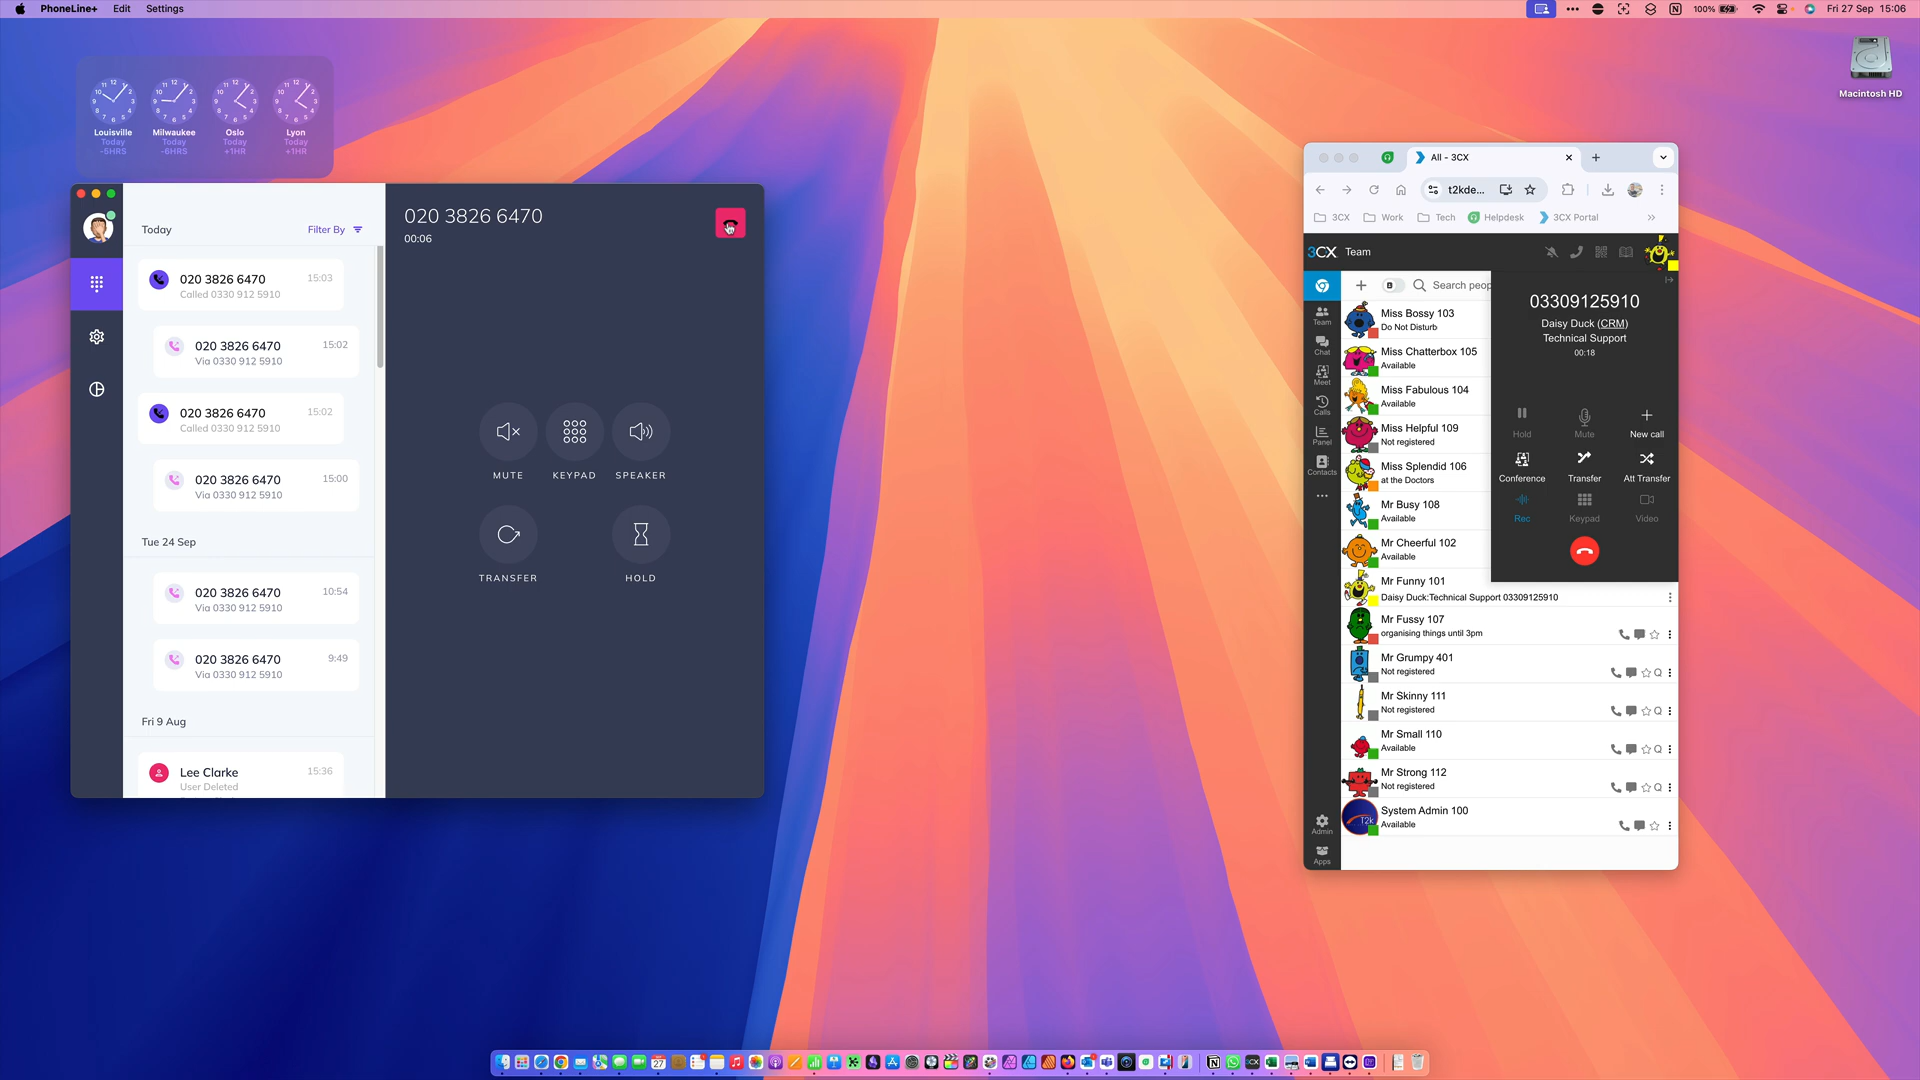 PhoneLine+ Edit Settings
100% Fri 27 Sep 15:06
Macintosh HD
Louisville Milwaukee Oslo Lyon
Today Today Today Today
-5HRS -6HRS +1HR +1HR
Today Filter By
020 3826 6470 15:03
Called 0330 912 5910
020 3826 6470 15:02
Via 0330 912 5910
020 3826 6470 15:02
Called 0330 912 5910
020 3826 6470 15:00
Via 0330 912 5910
Tue 24 Sep
020 3826 6470 10:54
Via 0330 912 5910
020 3826 6470 9:49
Via 0330 912 5910
Fri 9 Aug
Lee Clarke 15:36
User Deleted
020 3826 6470
00:06
MUTE KEYPAD SPEAKER
TRANSFER HOLD
All - 3CX
t2kde...
3CX Work Tech Helpdesk 3CX Portal
3CX Team
Search peop
Team
Chat
Meet
Calls
Panel
Contacts
Admin
Apps
Miss Bossy 103
Do Not Disturb
Miss Chatterbox 105
Available
Miss Fabulous 104
Available
Miss Helpful 109
Not registered
Miss Splendid 106
at the Doctors
Mr Busy 108
Available
Mr Cheerful 102
Available
Mr Funny 101
Daisy Duck:Technical Support 03309125910
Mr Fussy 107
organising things until 3pm
Mr Grumpy 401
Not registered
Mr Skinny 111
Not registered
Mr Small 110
Available
Mr Strong 112
Not registered
System Admin 100
Available
03309125910
Daisy Duck (CRM)
Technical Support
00:18
Hold Mute New call
Conference Transfer Att Transfer
Rec Keypad Video